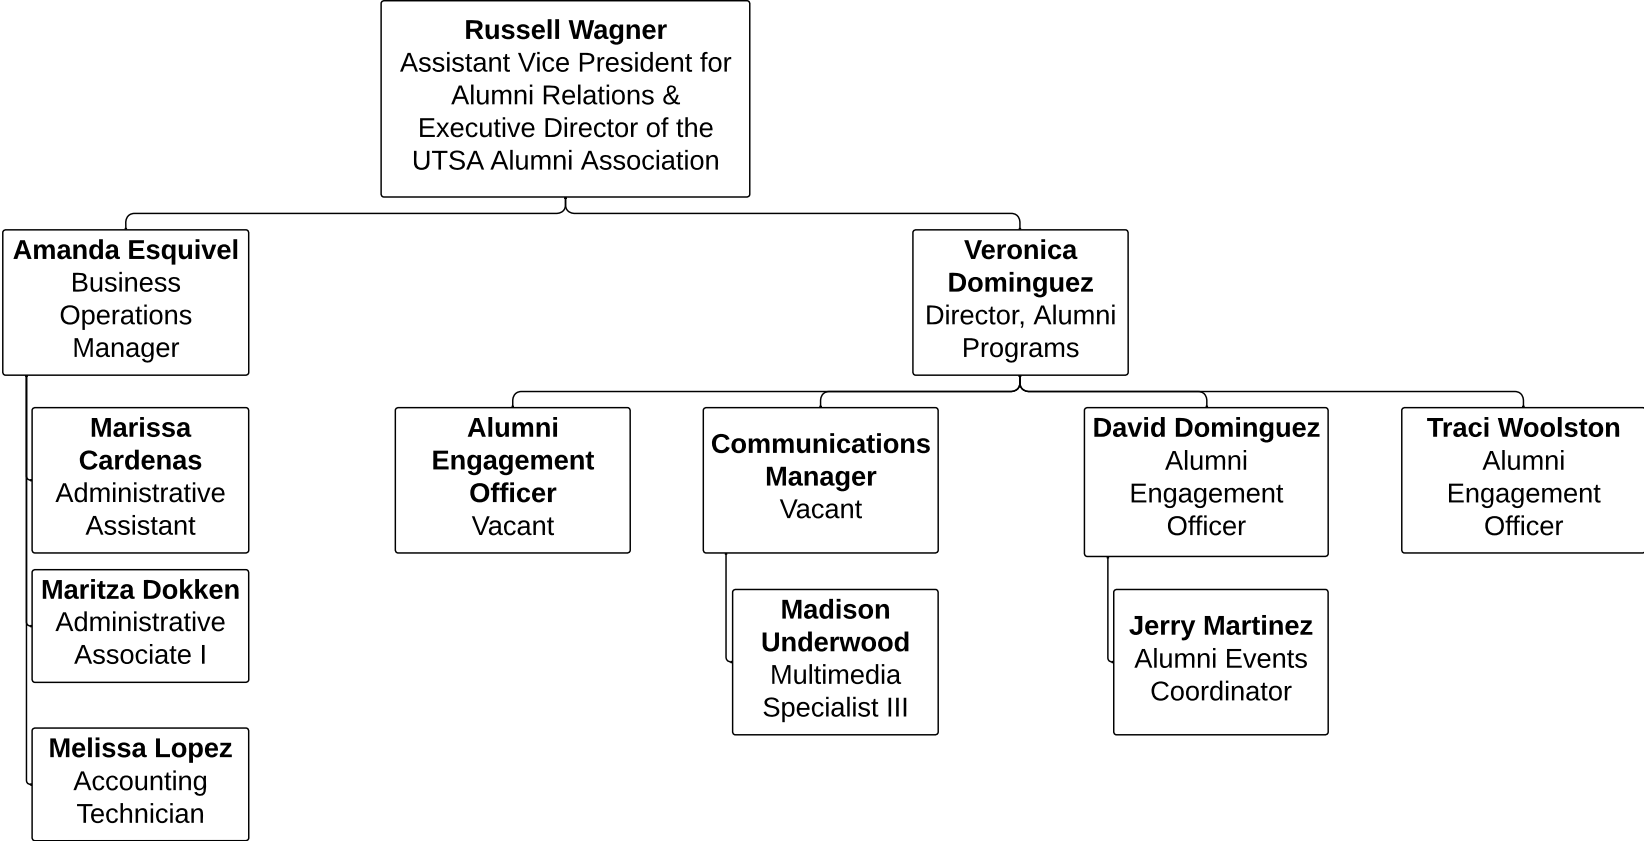 Russell Wagner
Assistant Vice President for
Alumni Relations &
Executive Director of the
UTSA Alumni Association
Amanda Esquivel
Business
Operations
Manager
Veronica
Dominguez
Director, Alumni
Programs
Marissa
Cardenas
Administrative
Assistant
Maritza Dokken
Administrative
Associate I
Melissa Lopez
Accounting
Technician
Alumni
Engagement
Officer
Vacant
Communications
Manager
Vacant
Madison
Underwood
Multimedia
Specialist III
David Dominguez
Alumni
Engagement
Officer
Jerry Martinez
Alumni Events
Coordinator
Traci Woolston
Alumni
Engagement
Officer